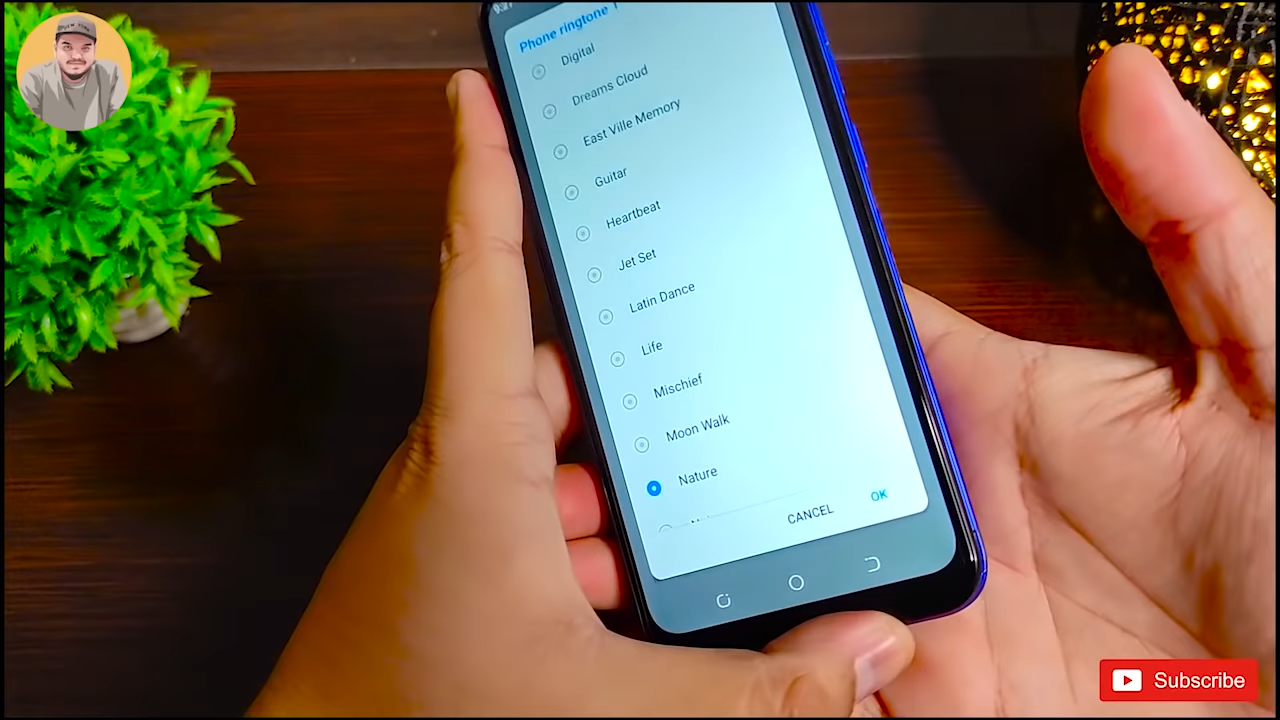 Phone ringtone 1
Digital
Dreams Cloud
East Ville Memory
Guitar
Heartbeat
Jet Set
Latin Dance
Life
Mischief
Moon Walk
Nature
CANCEL
OK
Subscribe